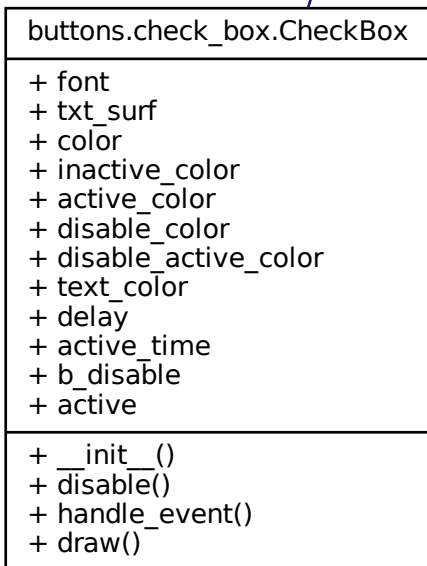 buttons.check_box.CheckBox
+ font
+ txt_surf
+ color
+ inactive_color
+ active_color
+ disable_color
+ disable_active_color
+ text_color
+ delay
+ active_time
+ b_disable
+ active
+ __init__()
+ disable()
+ handle_event()
+ draw()